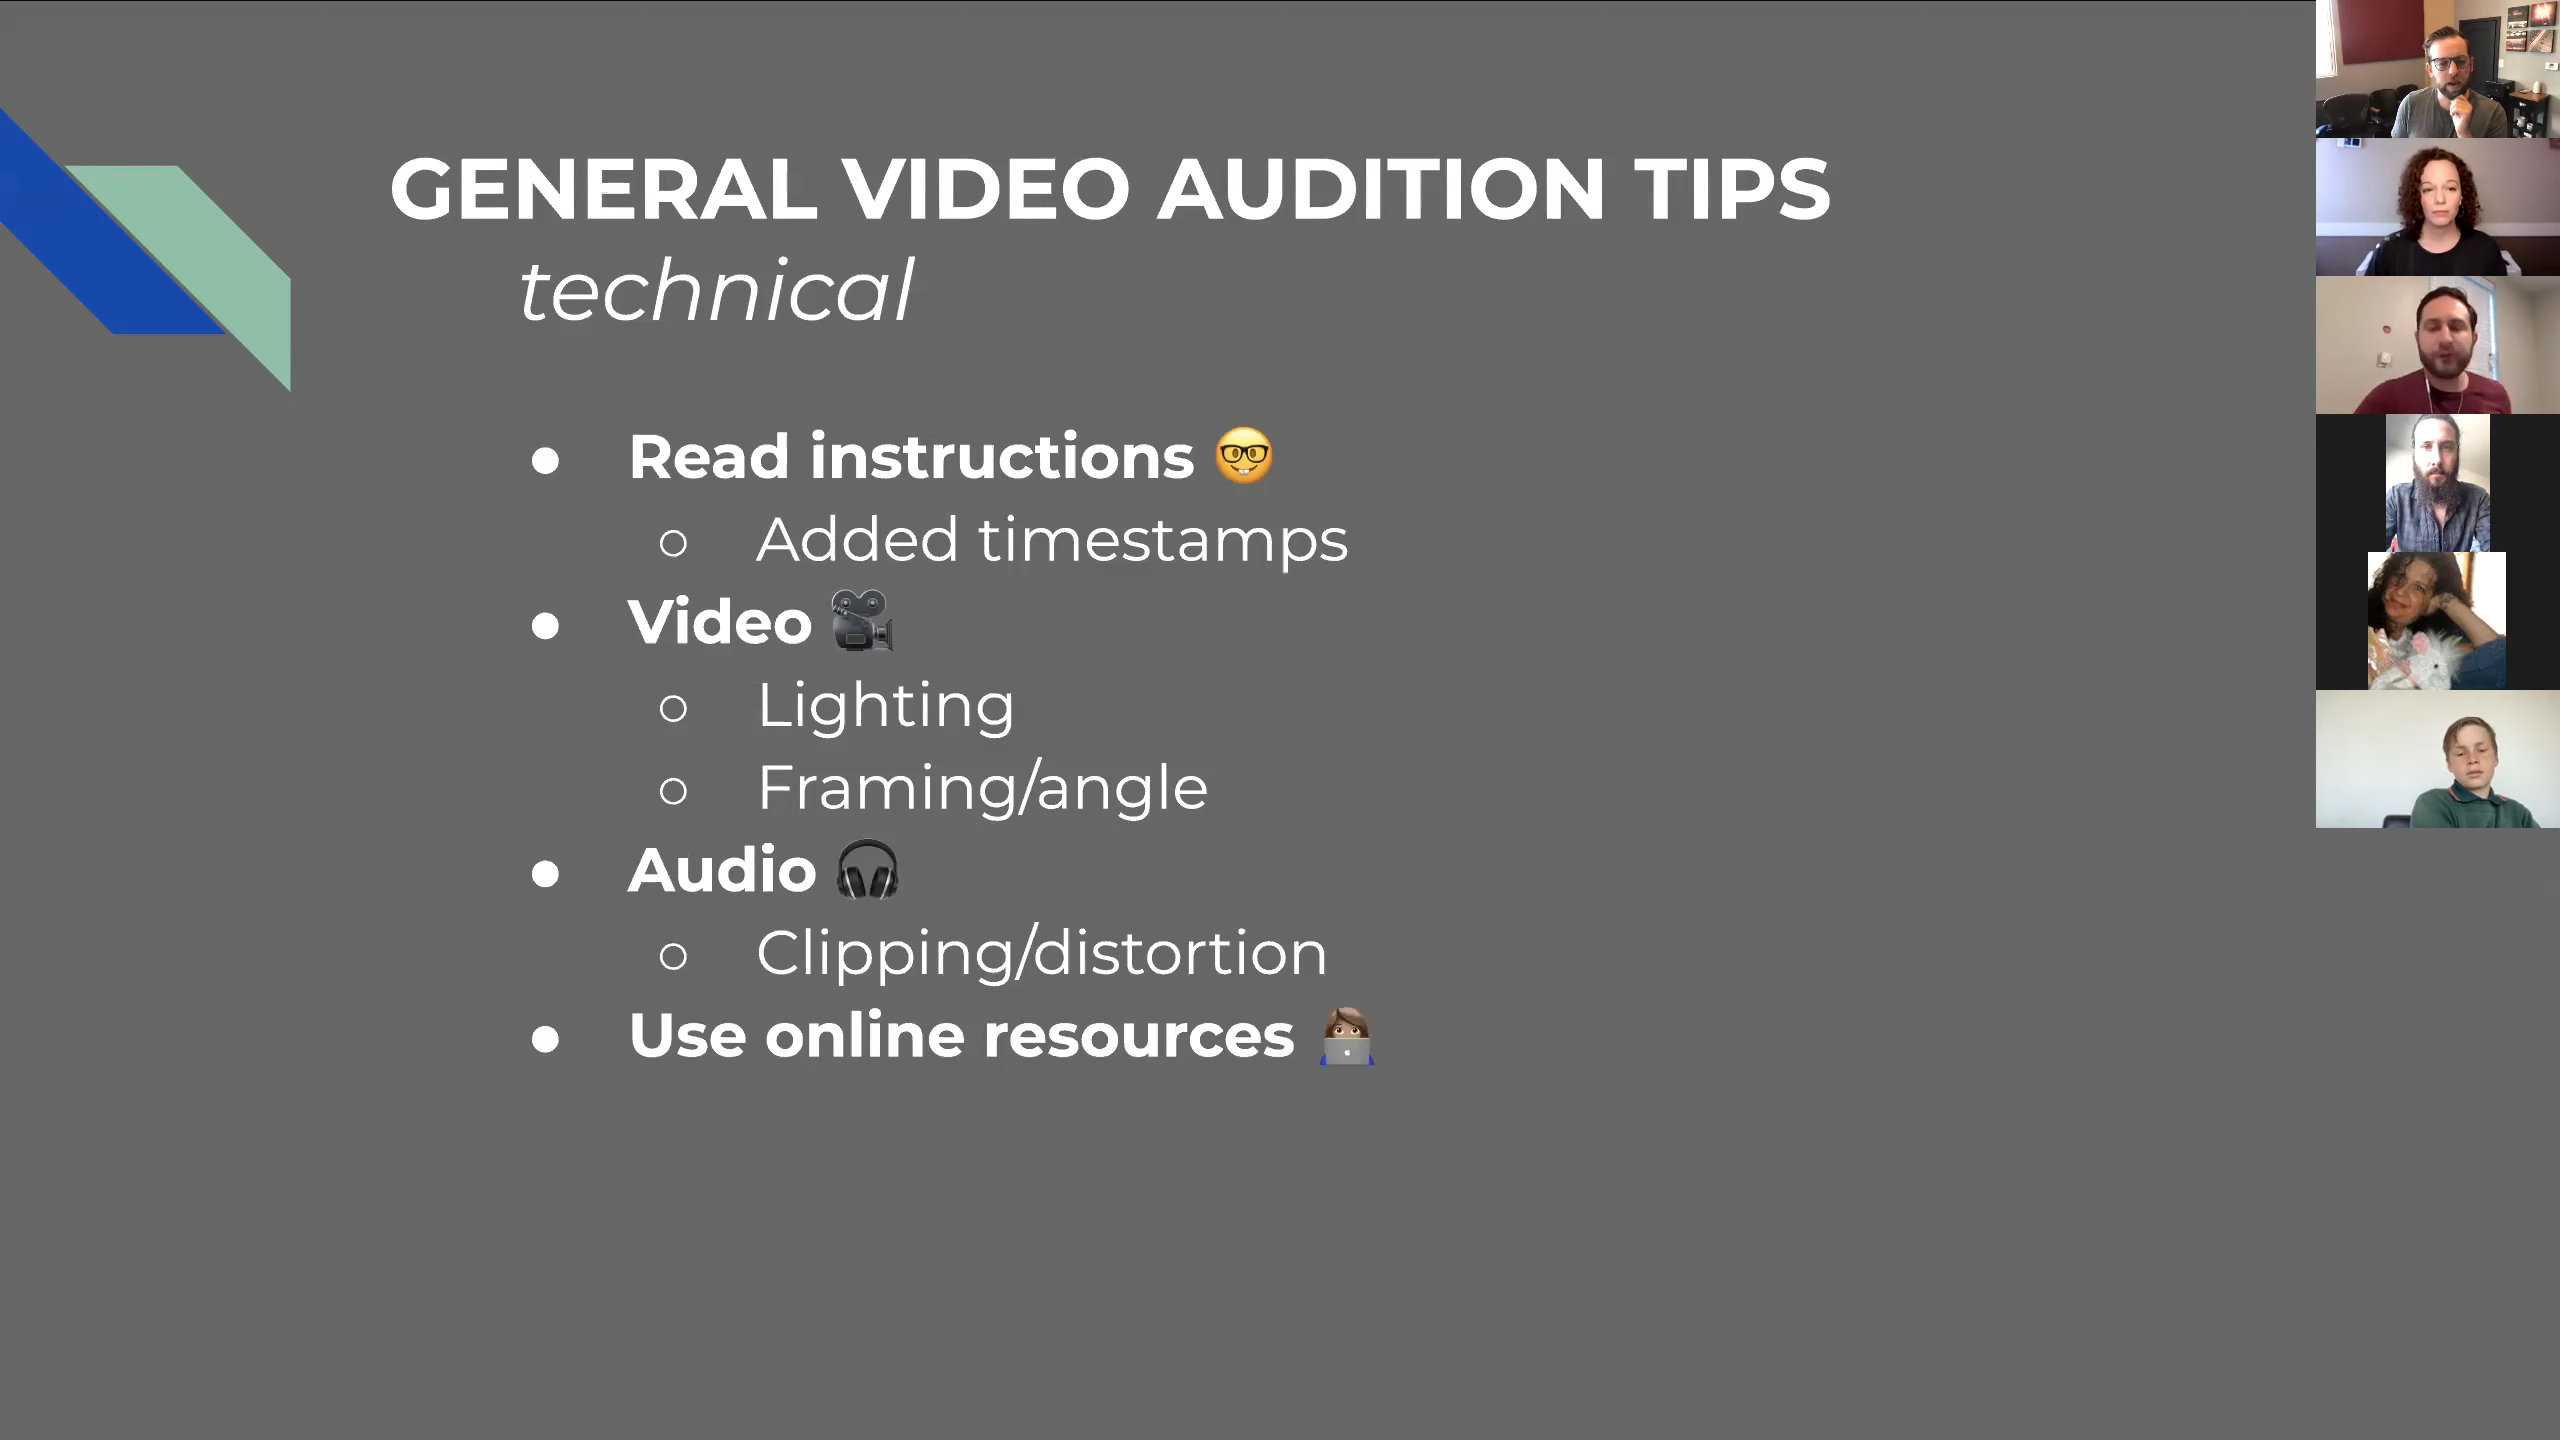 GENERAL VIDEO AUDITION TIPS
technical
● Read instructions 🤓
○ Added timestamps
● Video 🎥
○ Lighting
○ Framing/angle
● Audio 🎧
○ Clipping/distortion
● Use online resources 👩🏽‍💻